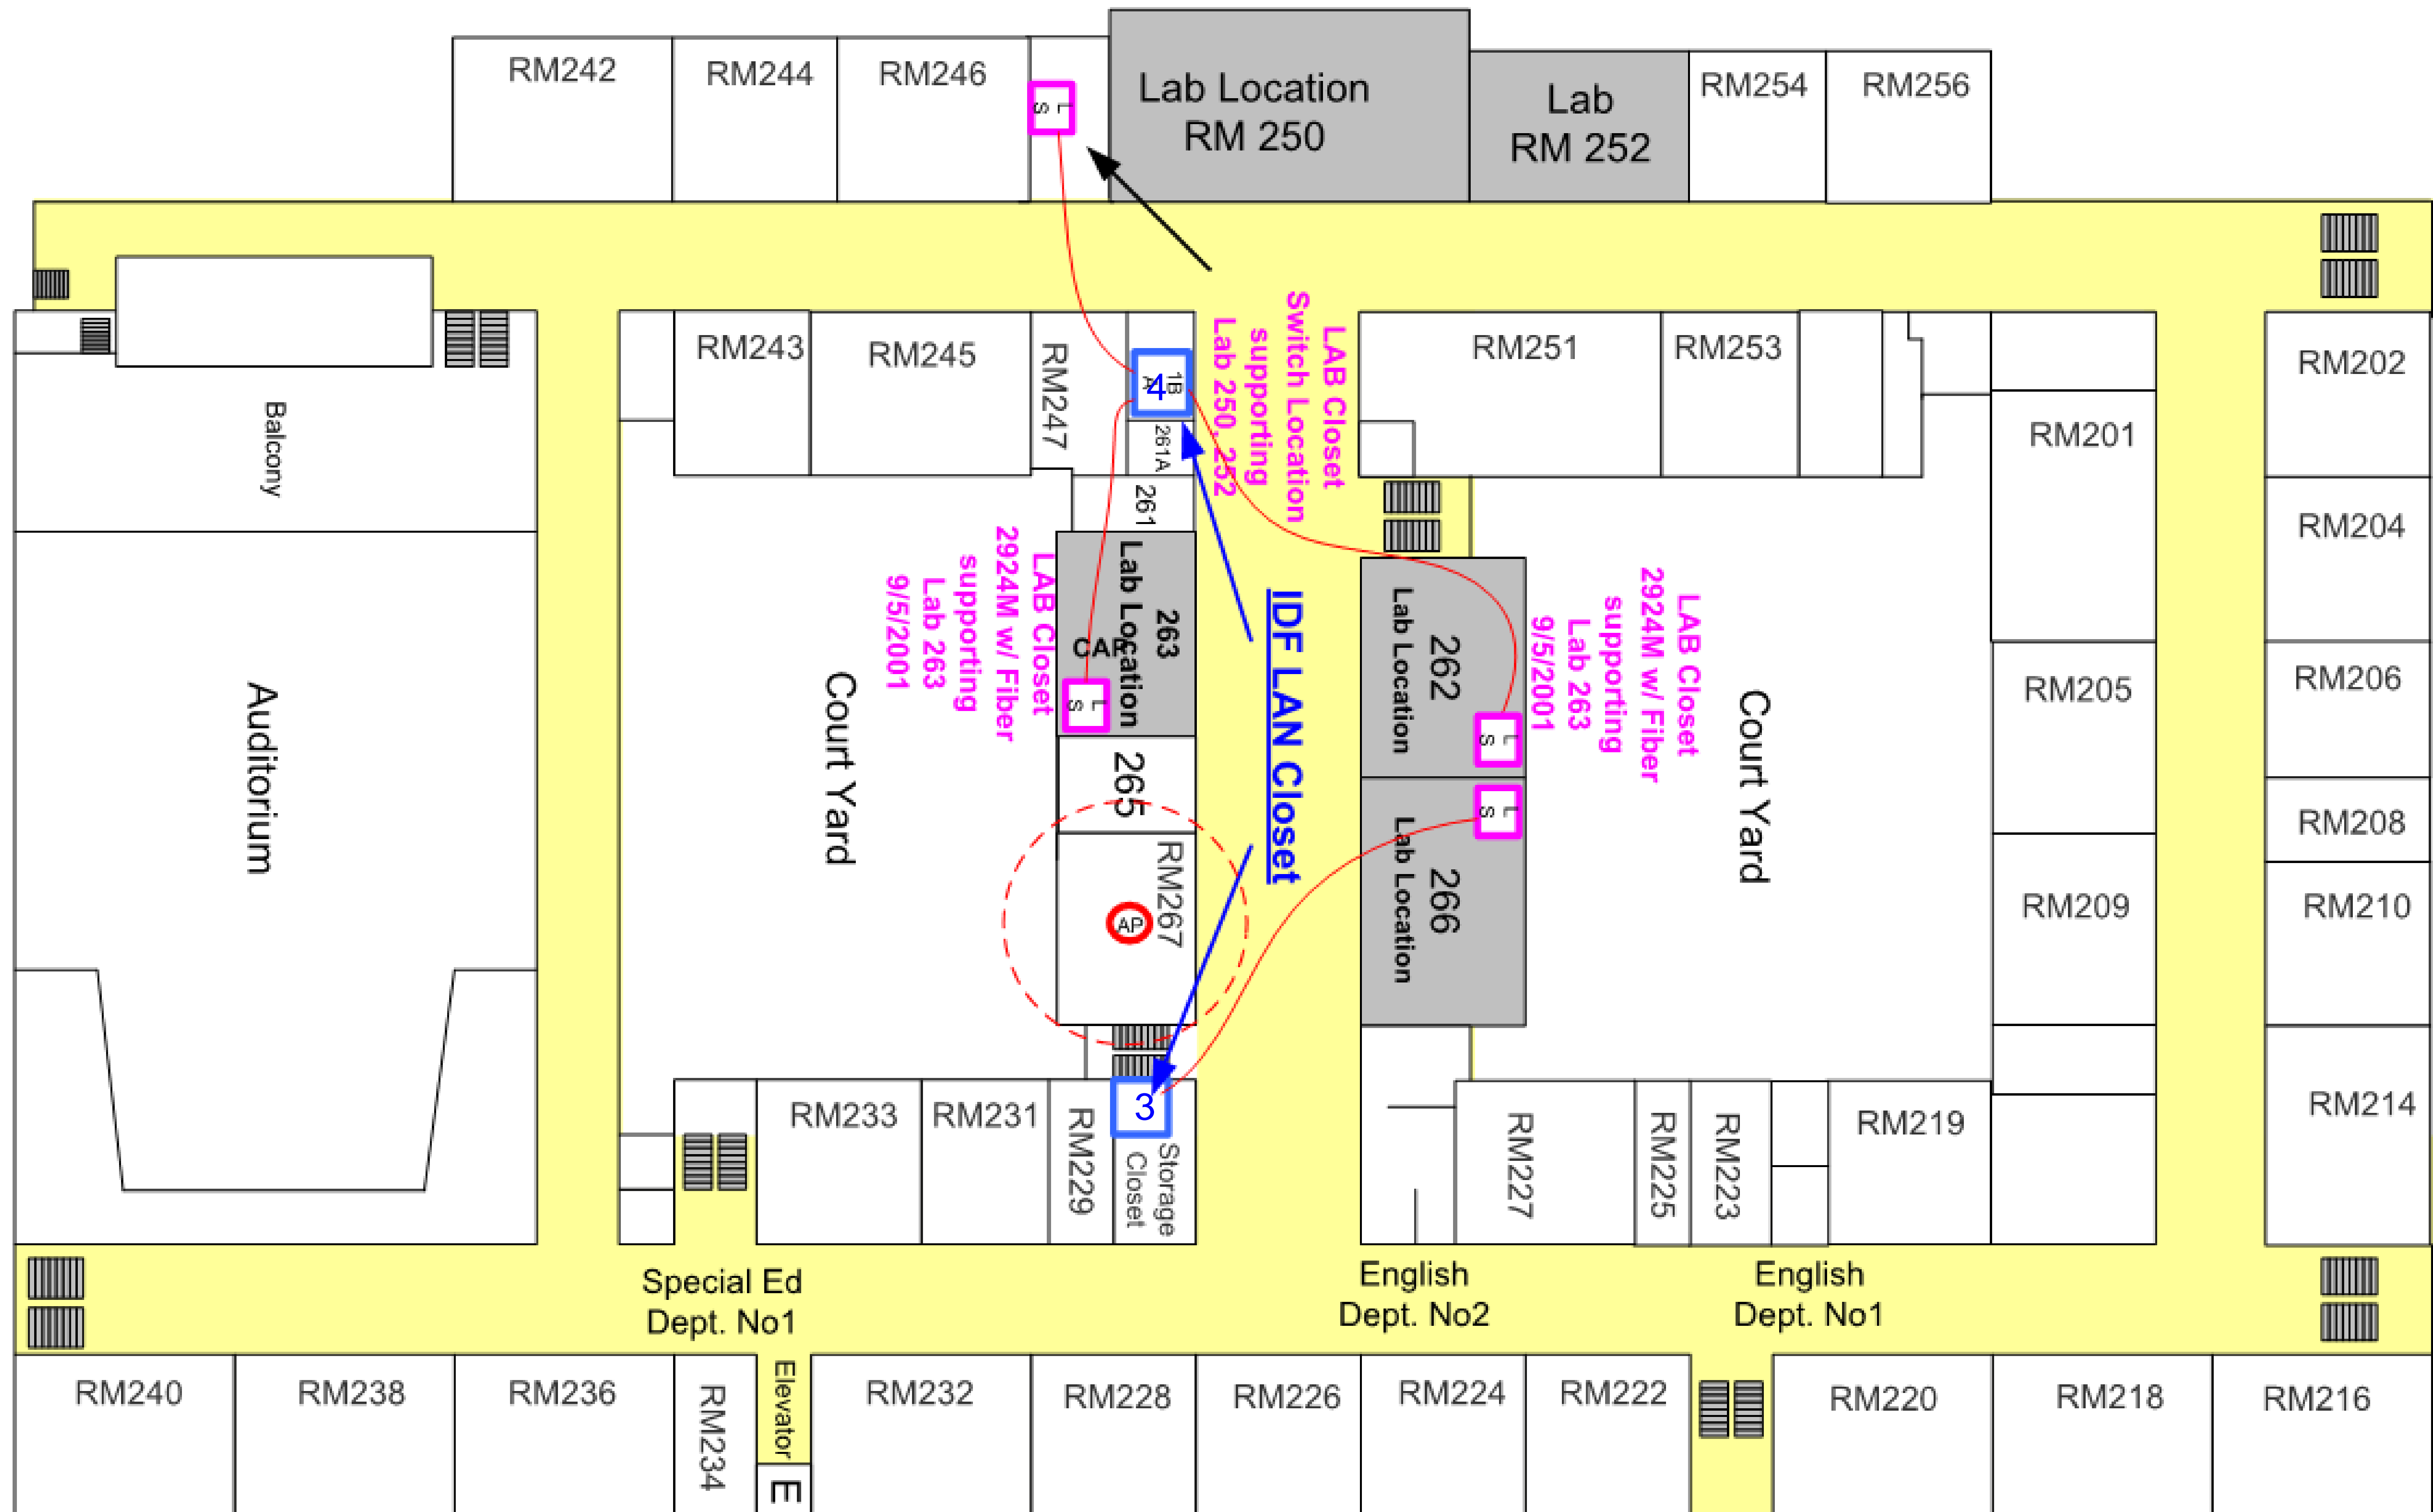 RM242
RM244
RM246
L
S
Lab Location
RM 250
Lab
RM 252
RM254
RM256
RM243
RM245
RM247
1B
A
4
261A
261
LAB Closet
Switch Location
supporting
Lab 250, 252
RM251
RM253
RM201
RM202
RM204
Balcony
Auditorium
Court Yard
LAB Closet
2924M w/ Fiber
supporting
Lab 263
9/5/2001
263
Lab Location
L
S
265
RM267
AP
IDF LAN Closet
262
Lab Location
L
S
LAB Closet
2924M w/ Fiber
supporting
Lab 263
9/5/2001
L
S
266
Lab Location
Court Yard
RM205
RM206
RM208
RM209
RM210
RM214
RM233
RM231
RM229
3
Storage
Closet
RM227
RM225
RM223
RM219
Special Ed
Dept. No1
English
Dept. No2
English
Dept. No1
RM240
RM238
RM236
RM234
Elevator
E
RM232
RM228
RM226
RM224
RM222
RM220
RM218
RM216